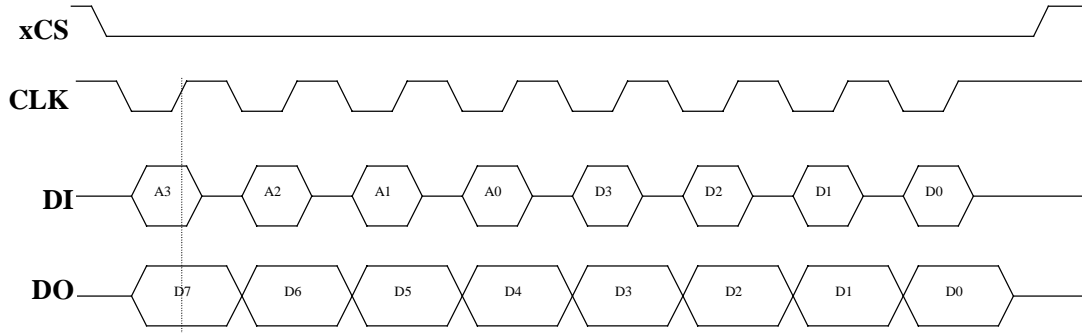 xCS
CLK
DI A3 A2 A1 A0 D3 D2 D1 D0
DO D7 D6 D5 D4 D3 D2 D1 D0